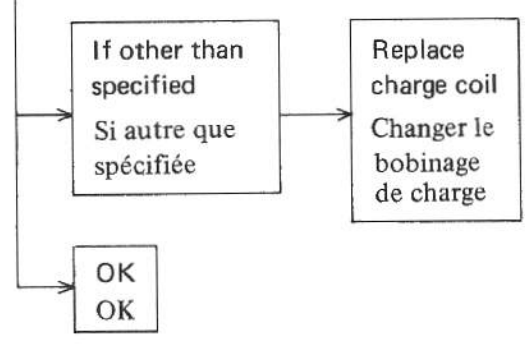 If other than
specified
Si autre que
spécifiée
Replace
charge coil
Changer le
bobinage
de charge
OK
OK